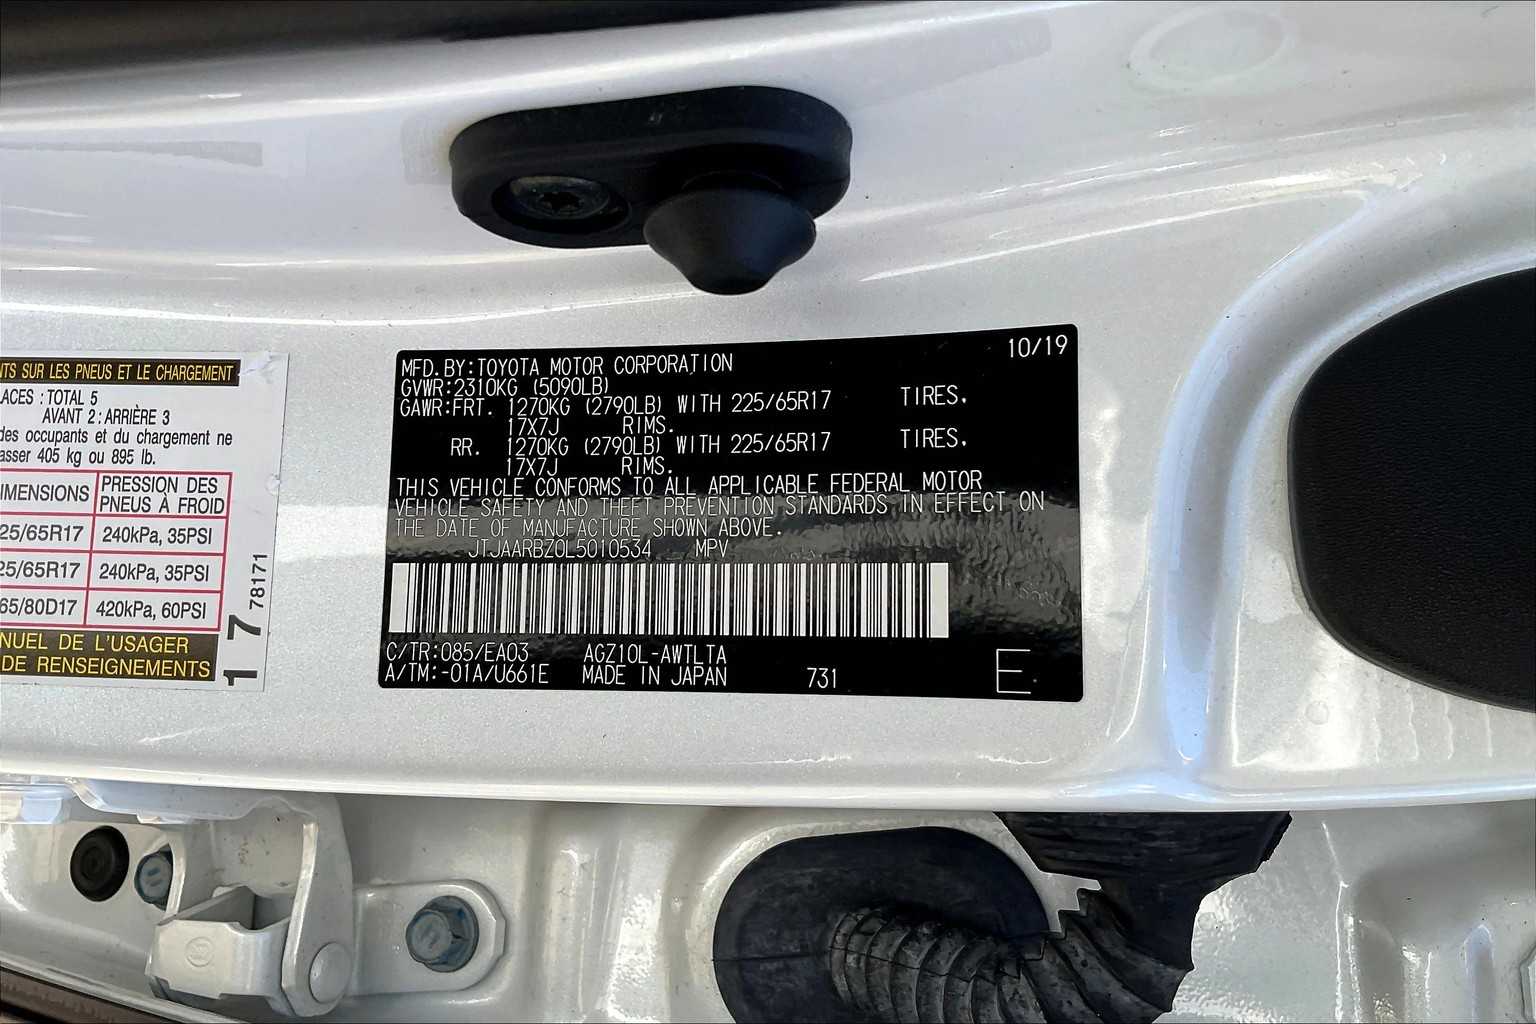 NTS SUR LES PNEUS ET LE CHARGEMENT
LACES : TOTAL 5
AVANT 2 : ARRIÈRE 3
des occupants et du chargement ne
asser 405 kg ou 895 lb.
IMENSIONS PRESSION DES PNEUS À FROID
25/65R17 240kPa, 35PSI
25/65R17 240kPa, 35PSI
65/80D17 420kPa, 60PSI
NUEL DE L'USAGER
DE RENSEIGNEMENTS
1 7 78171
10/19
MFD.BY:TOYOTA MOTOR CORPORATION
GVWR:2310KG (5090LB)
GAWR:FRT. 1270KG (2790LB) WITH 225/65R17 TIRES.
17X7J RIMS.
RR. 1270KG (2790LB) WITH 225/65R17 TIRES.
17X7J RIMS.
THIS VEHICLE CONFORMS TO ALL APPLICABLE FEDERAL MOTOR
VEHICLE SAFETY AND THEFT PREVENTION STANDARDS IN EFFECT ON
THE DATE OF MANUFACTURE SHOWN ABOVE.
JTJAARBZ0L5010534 MPV
C/TR:085/EA03 AGZ10L-AWTLTA
A/TM:-01A/U661E MADE IN JAPAN 731 E